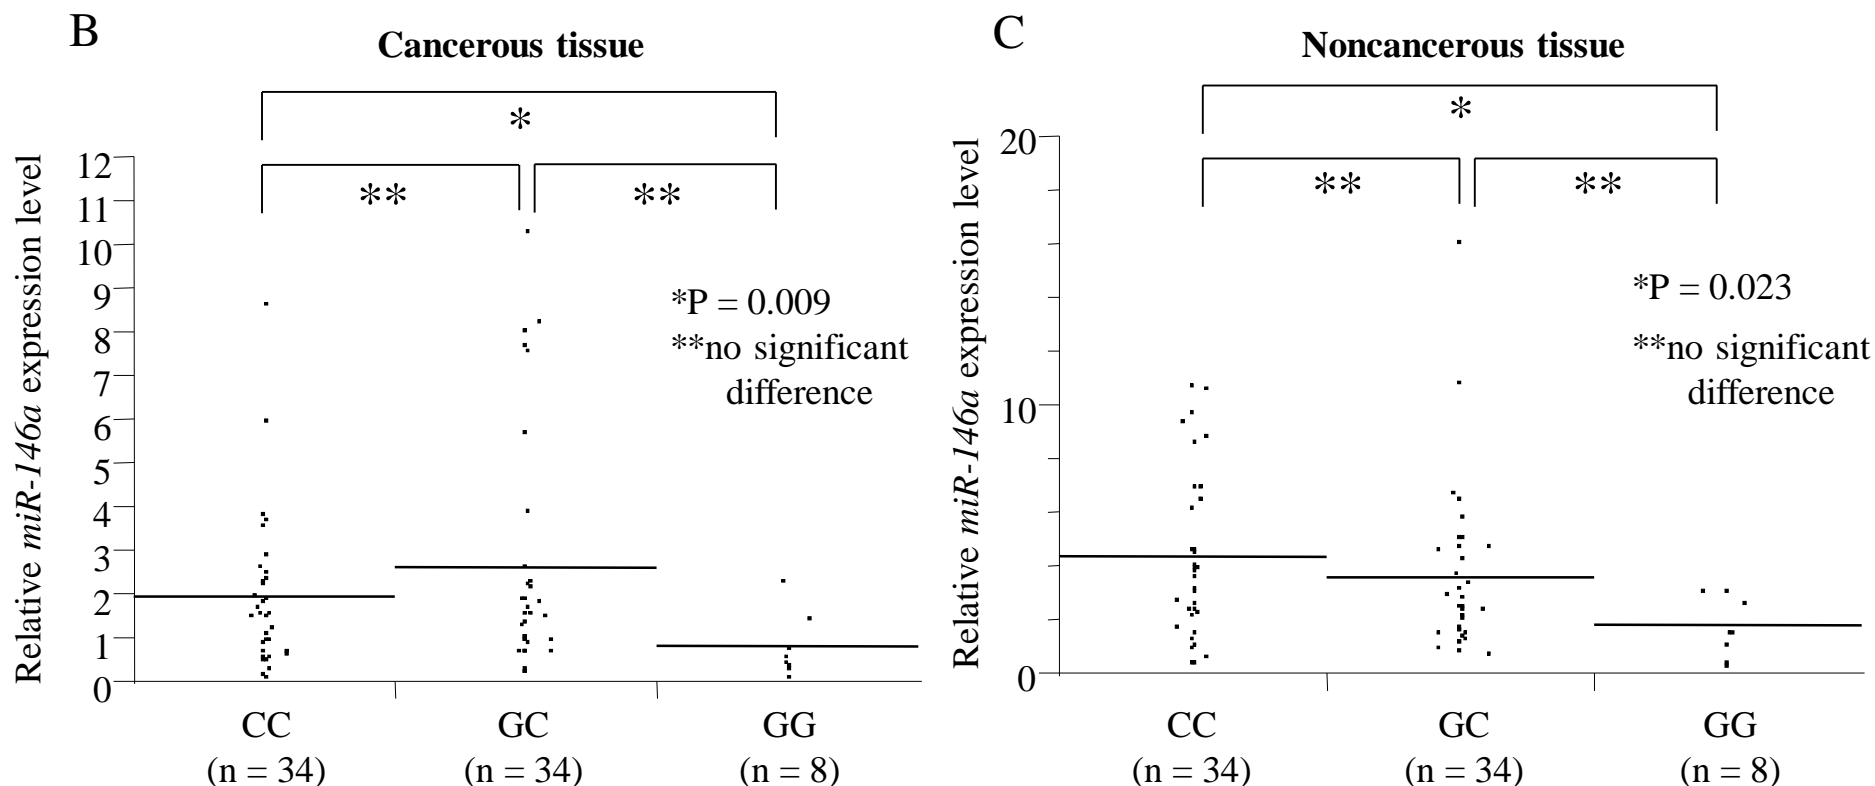 B
Cancerous tissue
*
**
**
Relative miR-146a expression level
12
11
10
9
8
7
6
5
4
3
2
1
0
*P = 0.009
**no significant
difference
CC
GC
GG
(n = 34)
(n = 34)
(n = 8)
C
Noncancerous tissue
*
**
**
Relative miR-146a expression level
20
10
0
*P = 0.023
**no significant
difference
CC
GC
GG
(n = 34)
(n = 34)
(n = 8)